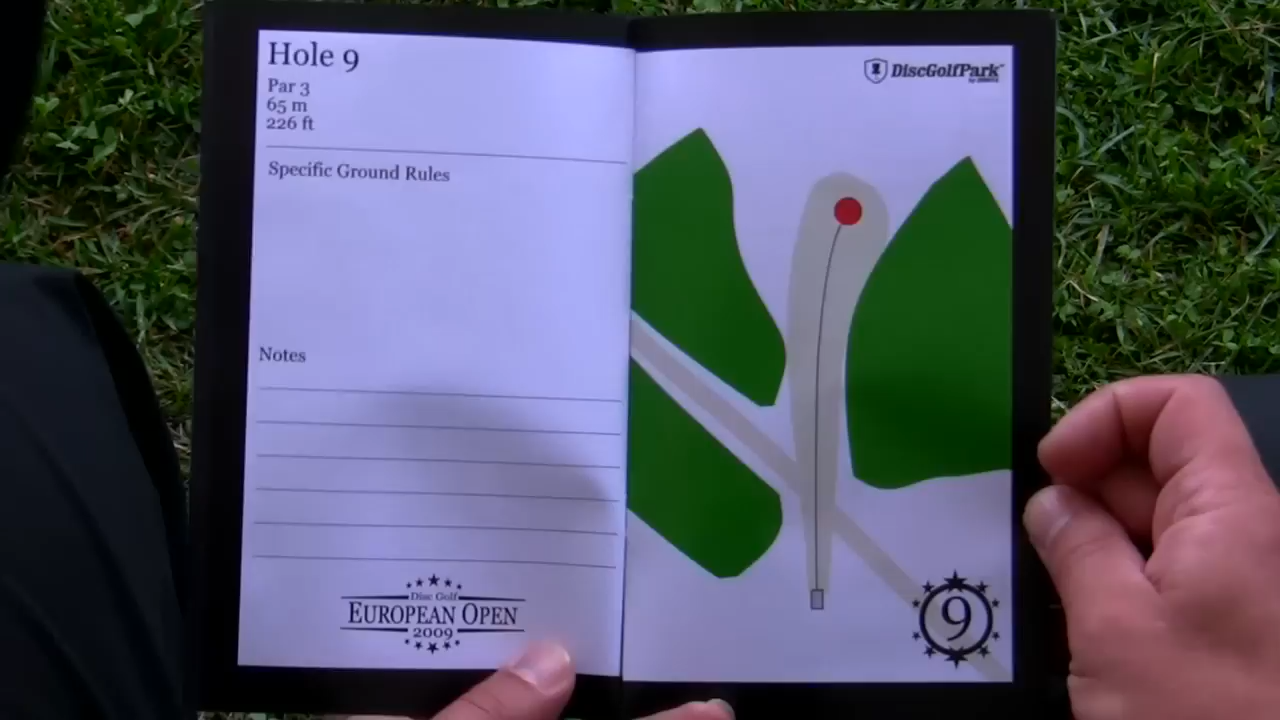 Hole 9
Par 3
65 m
226 ft
Specific Ground Rules
Notes
Disc Golf
EUROPEAN OPEN
2009
DiscGolfPark
9